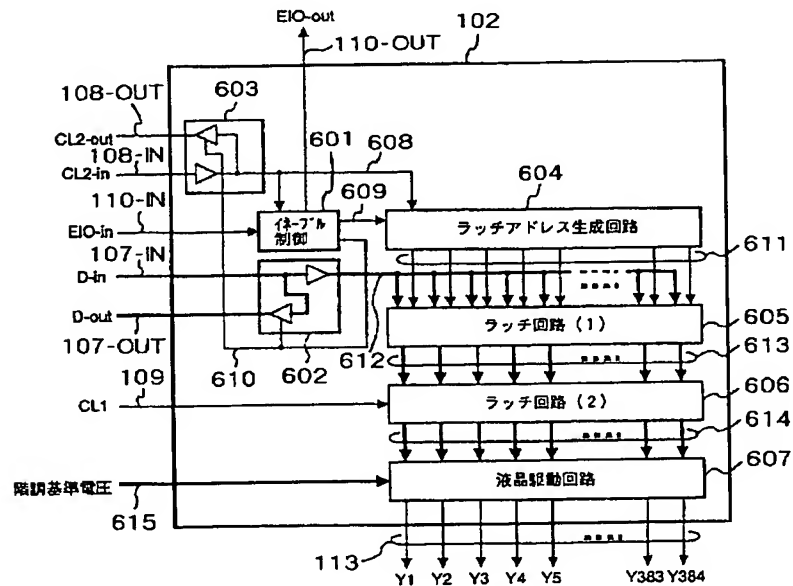 EIO-out
110-OUT
102
108-OUT
603
CL2-out
108-IN
601
608
CL2-in
110-IN
609
604
EIO-in
イネーブル
制御
ラッチアドレス生成回路
107-IN
611
D-in
D-out
ラッチ回路(1)
605
107-OUT
610
602
612
613
109
CL1
ラッチ回路(2)
606
614
階調基準電圧
液晶駆動回路
607
615
113
Y1 Y2 Y3 Y4 Y5 Y383 Y384